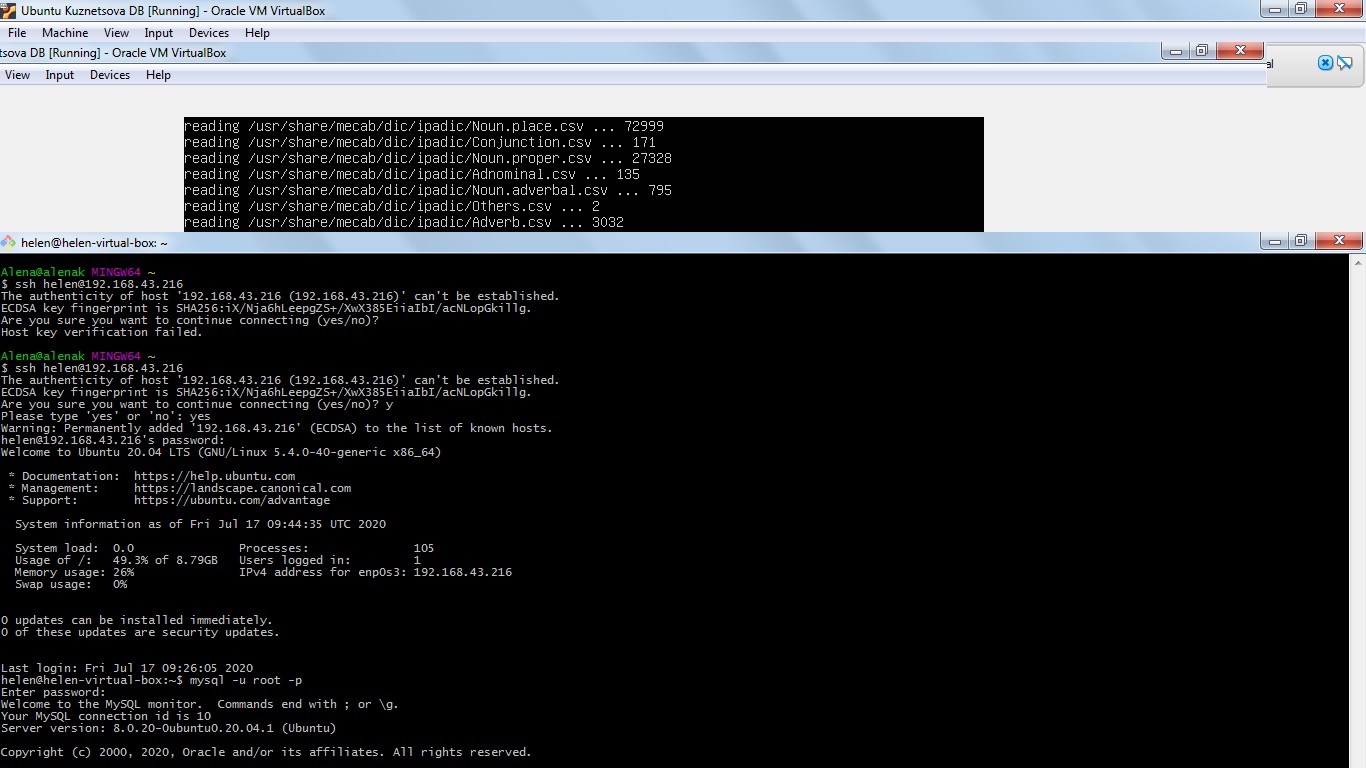 Ubuntu Kuznetsova DB [Running] - Oracle VM VirtualBox
File Machine View Input Devices Help
tsova DB [Running] - Oracle VM VirtualBox
View Input Devices Help
al
reading /usr/share/mecab/dic/ipadic/Noun.place.csv ... 72999
reading /usr/share/mecab/dic/ipadic/Conjunction.csv ... 171
reading /usr/share/mecab/dic/ipadic/Noun.proper.csv ... 27328
reading /usr/share/mecab/dic/ipadic/Adnominal.csv ... 135
reading /usr/share/mecab/dic/ipadic/Noun.adverbal.csv ... 795
reading /usr/share/mecab/dic/ipadic/Others.csv ... 2
reading /usr/share/mecab/dic/ipadic/Adverb.csv ... 3032
helen@helen-virtual-box: ~
Alena@alenak MINGW64 ~
$ ssh helen@192.168.43.216
The authenticity of host '192.168.43.216 (192.168.43.216)' can't be established.
ECDSA key fingerprint is SHA256:iX/Nja6hLeepgZS+/XwX385EiiaIbI/acNLopGkillg.
Are you sure you want to continue connecting (yes/no)?
Host key verification failed.
Alena@alenak MINGW64 ~
$ ssh helen@192.168.43.216
The authenticity of host '192.168.43.216 (192.168.43.216)' can't be established.
ECDSA key fingerprint is SHA256:iX/Nja6hLeepgZS+/XwX385EiiaIbI/acNLopGkillg.
Are you sure you want to continue connecting (yes/no)? y
Please type 'yes' or 'no': yes
Warning: Permanently added '192.168.43.216' (ECDSA) to the list of known hosts.
helen@192.168.43.216's password:
Welcome to Ubuntu 20.04 LTS (GNU/Linux 5.4.0-40-generic x86_64)
* Documentation: https://help.ubuntu.com
* Management: https://landscape.canonical.com
* Support: https://ubuntu.com/advantage
System information as of Fri Jul 17 09:44:35 UTC 2020
System load: 0.0 Processes: 105
Usage of /: 49.3% of 8.79GB Users logged in: 1
Memory usage: 26% IPv4 address for enp0s3: 192.168.43.216
Swap usage: 0%
0 updates can be installed immediately.
0 of these updates are security updates.
Last login: Fri Jul 17 09:26:05 2020
helen@helen-virtual-box:~$ mysql -u root -p
Enter password:
Welcome to the MySQL monitor. Commands end with ; or \g.
Your MySQL connection id is 10
Server version: 8.0.20-0ubuntu0.20.04.1 (Ubuntu)
Copyright (c) 2000, 2020, Oracle and/or its affiliates. All rights reserved.